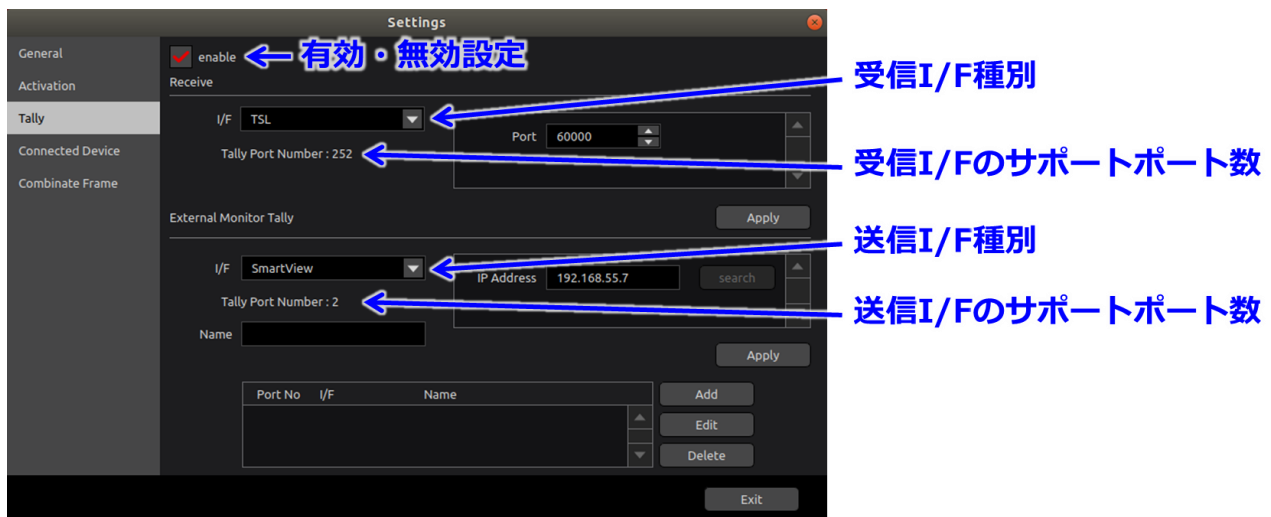 Settings
General
Activation
Tally
Connected Device
Combinate Frame
enable
有効・無効設定
Receive
I/F TSL
Port 60000
Tally Port Number : 252
受信I/F種別
受信I/Fのサポートポート数
Apply
External Monitor Tally
I/F SmartView
IP Address 192.168.55.7 search
Tally Port Number : 2
送信I/F種別
送信I/Fのサポートポート数
Name
Apply
Port No I/F Name
Add
Edit
Delete
Exit